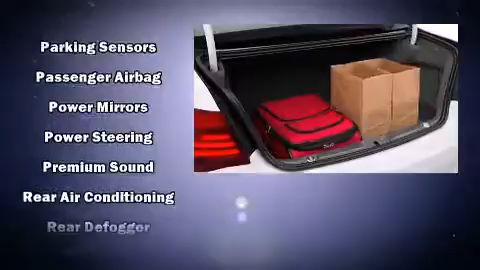 Parking Sensors
Passenger Airbag
Power Mirrors
Power Steering
Premium Sound
Rear Air Conditioning
Rear Defogger